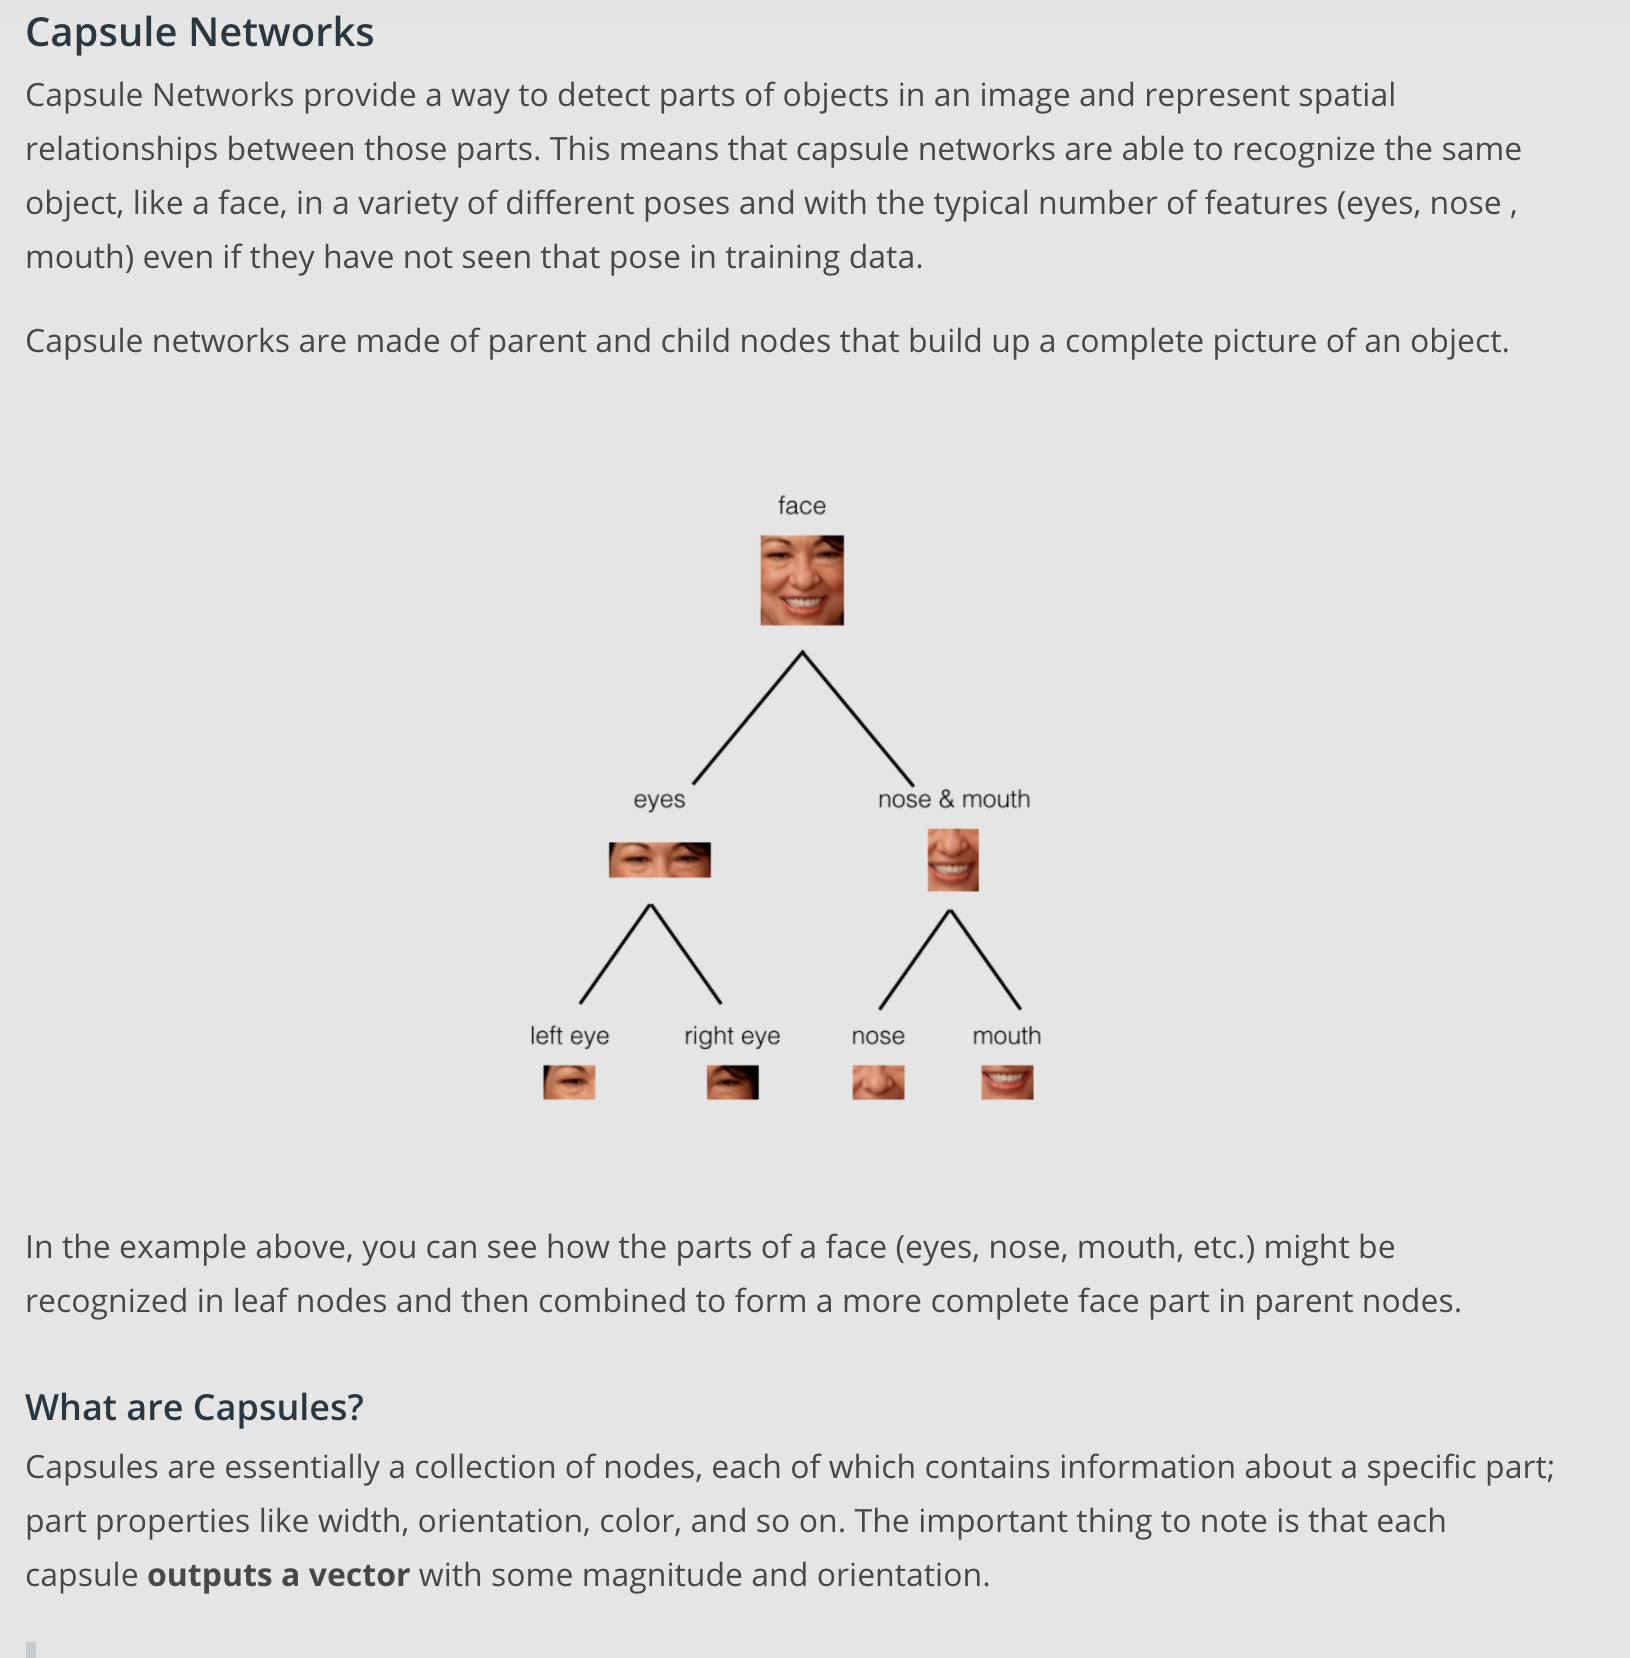 Capsule Networks
Capsule Networks provide a way to detect parts of objects in an image and represent spatial
relationships between those parts. This means that capsule networks are able to recognize the same
object, like a face, in a variety of different poses and with the typical number of features (eyes, nose ,
mouth) even if they have not seen that pose in training data.
Capsule networks are made of parent and child nodes that build up a complete picture of an object.
face
eyes
nose & mouth
left eye
right eye
nose
mouth
In the example above, you can see how the parts of a face (eyes, nose, mouth, etc.) might be
recognized in leaf nodes and then combined to form a more complete face part in parent nodes.
What are Capsules?
Capsules are essentially a collection of nodes, each of which contains information about a specific part;
part properties like width, orientation, color, and so on. The important thing to note is that each
capsule outputs a vector with some magnitude and orientation.